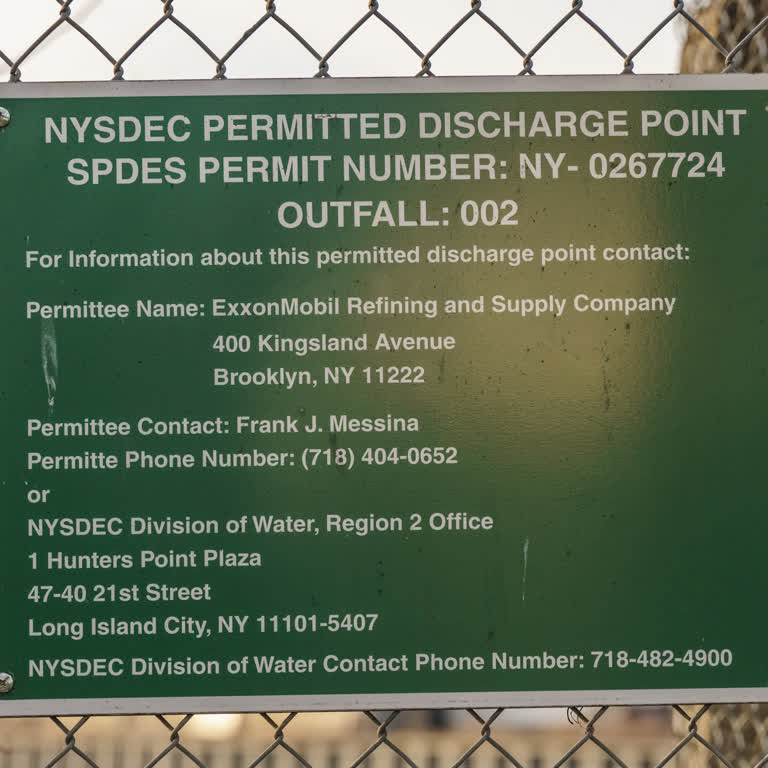 NYSDEC PERMITTED DISCHARGE POINT
SPDES PERMIT NUMBER: NY- 0267724
OUTFALL: 002
For Information about this permitted discharge point contact:
Permittee Name: ExxonMobil Refining and Supply Company
400 Kingsland Avenue
Brooklyn, NY 11222
Permittee Contact: Frank J. Messina
Permitte Phone Number: (718) 404-0652
or
NYSDEC Division of Water, Region 2 Office
1 Hunters Point Plaza
47-40 21st Street
Long Island City, NY 11101-5407
NYSDEC Division of Water Contact Phone Number: 718-482-4900